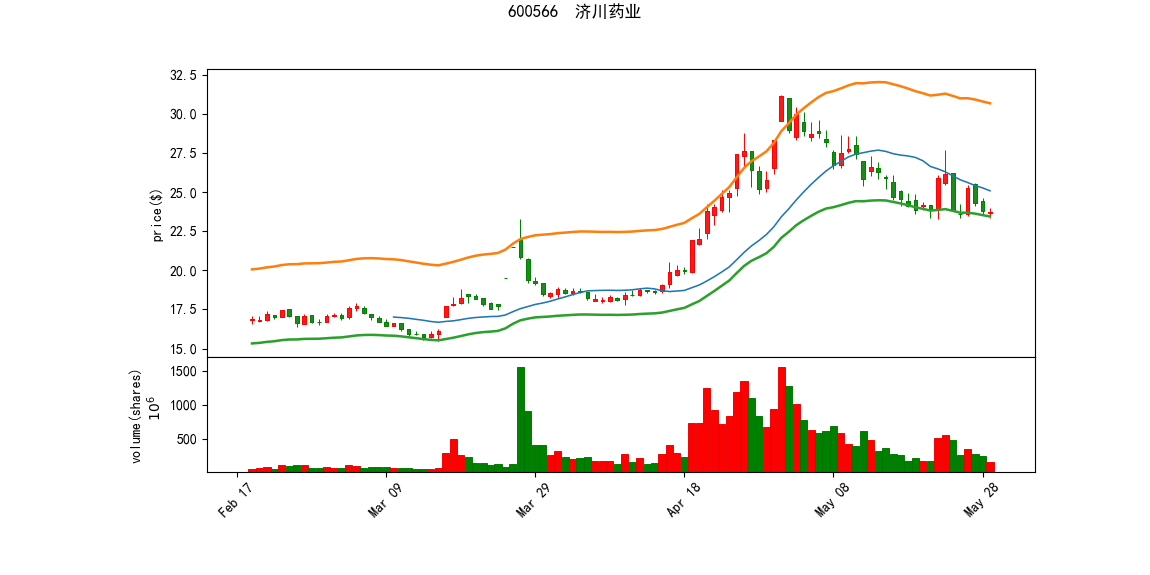 600566 济川药业
price($)
32.5
30.0
27.5
25.0
22.5
20.0
17.5
15.0
volume(shares)
10^6
1500
1000
500
Feb 17
Mar 09
Mar 29
Apr 18
May 08
May 28